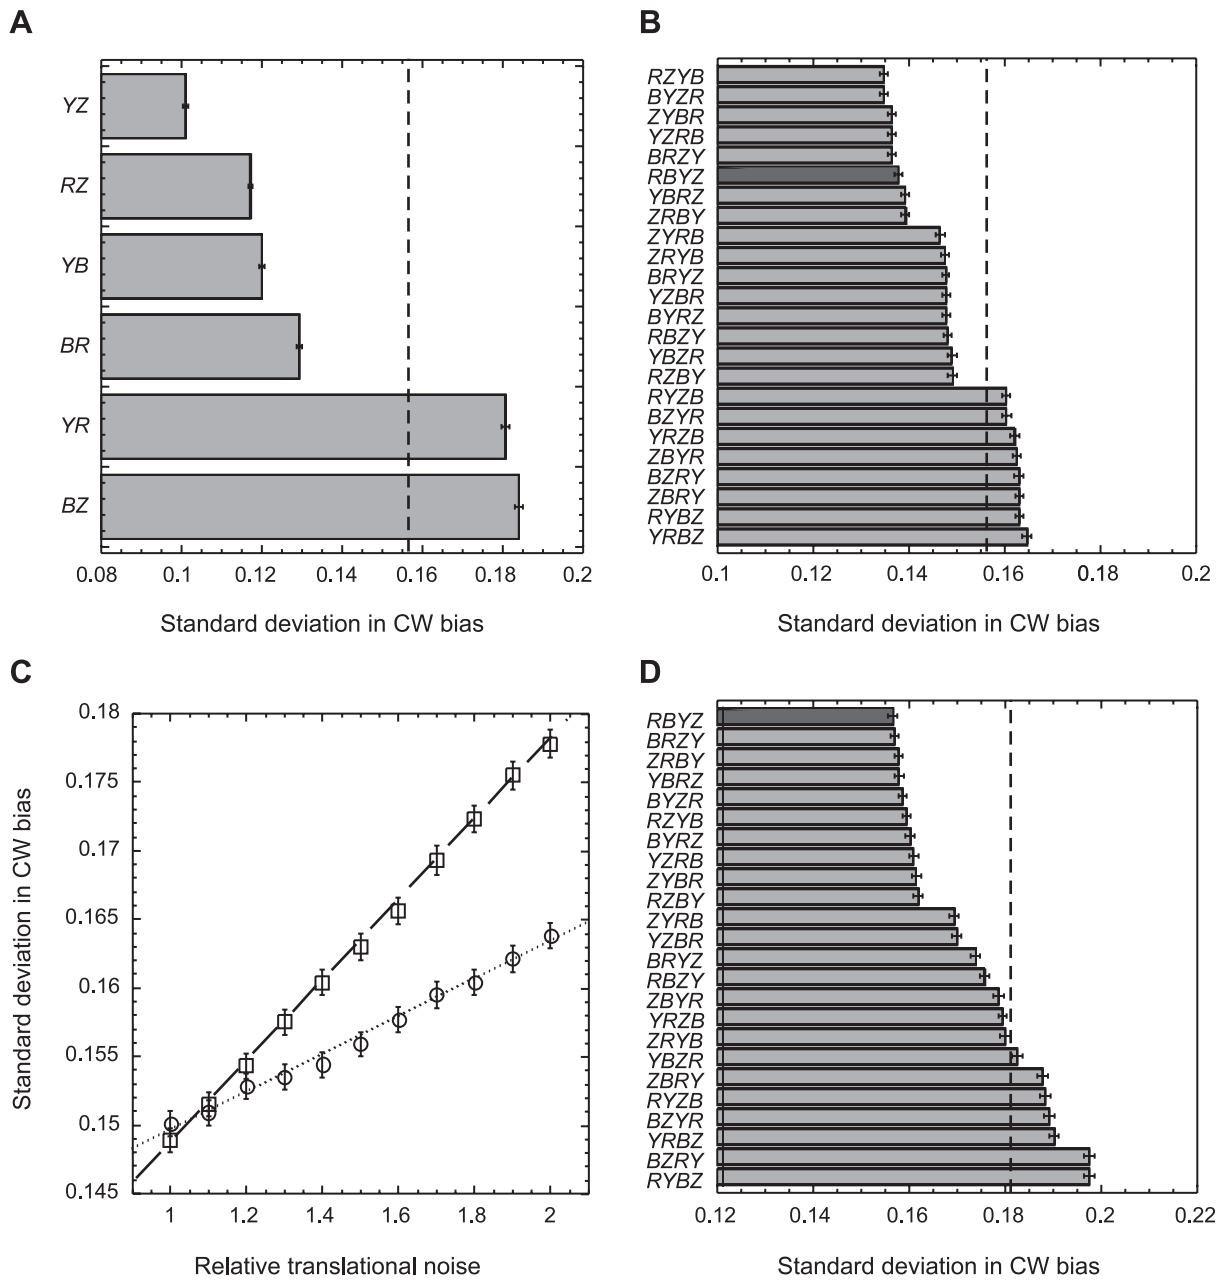 A
YZ
RZ
YB
BR
YR
BZ
0.08 0.1 0.12 0.14 0.16 0.18 0.2
Standard deviation in CW bias
B
RZYB
BYZR
ZYBR
YZRB
BRZY
RBYZ
YBRZ
ZRBY
ZYRB
ZRYB
BRYZ
YZBR
BYRZ
RBZY
YBZR
RZBY
RYZB
BZYR
YRZB
ZBYR
BZRY
ZBRY
RYBZ
YRBZ
0.1 0.12 0.14 0.16 0.18 0.2
Standard deviation in CW bias
C
Standard deviation in CW bias
0.18
0.175
0.17
0.165
0.16
0.155
0.15
0.145
1 1.2 1.4 1.6 1.8 2
Relative translational noise
D
RBYZ
BRZY
ZRBY
YBRZ
BYZR
RZYB
BYRZ
YZRB
ZYBR
RZBY
ZYRB
YZBR
BRYZ
RBZY
ZBYR
YRZB
ZRYB
YBZR
ZBRY
RYZB
BZYR
YRBZ
BZRY
RYBZ
0.12 0.14 0.16 0.18 0.2 0.22
Standard deviation in CW bias